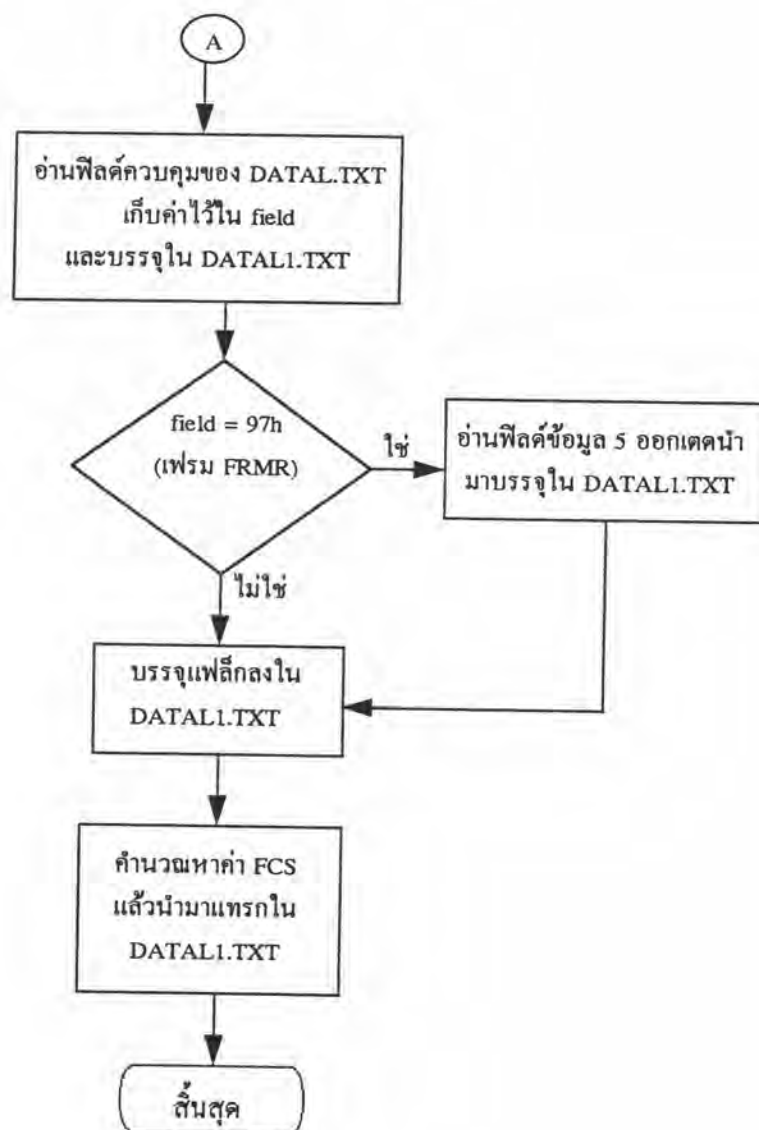 A
อ่านฟิลด์ควบคุมของ DATAL.TXT
เก็บค่าไว้ใน field
และบรรจุใน DATAL1.TXT
field = 97h
(เฟรม FRMR)
ใช่
อ่านฟิลด์ข้อมูล 5 ออกเตดนำ
มาบรรจุใน DATAL1.TXT
ไม่ใช่
บรรจุแฟล็กลงใน
DATAL1.TXT
คำนวณหาค่า FCS
แล้วนำมาแทรกใน
DATAL1.TXT
สิ้นสุด